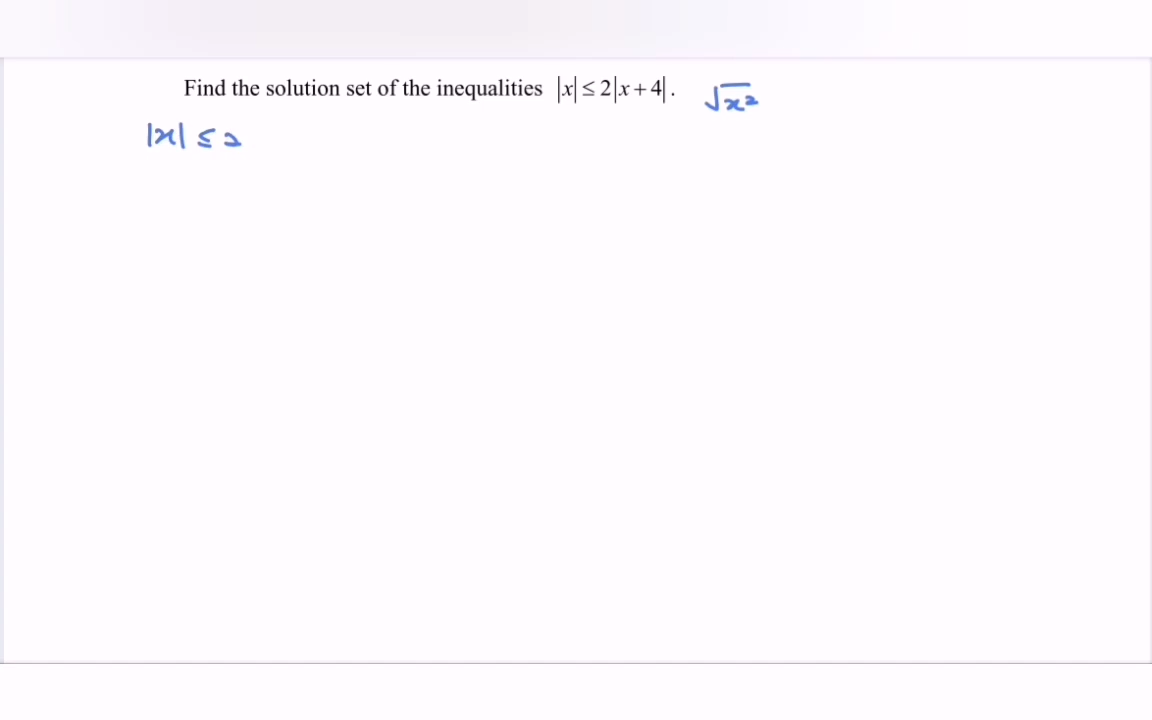 Find the solution set of the inequalities |x| ≤ 2|x+4|. √x²
|x| ≤ 2